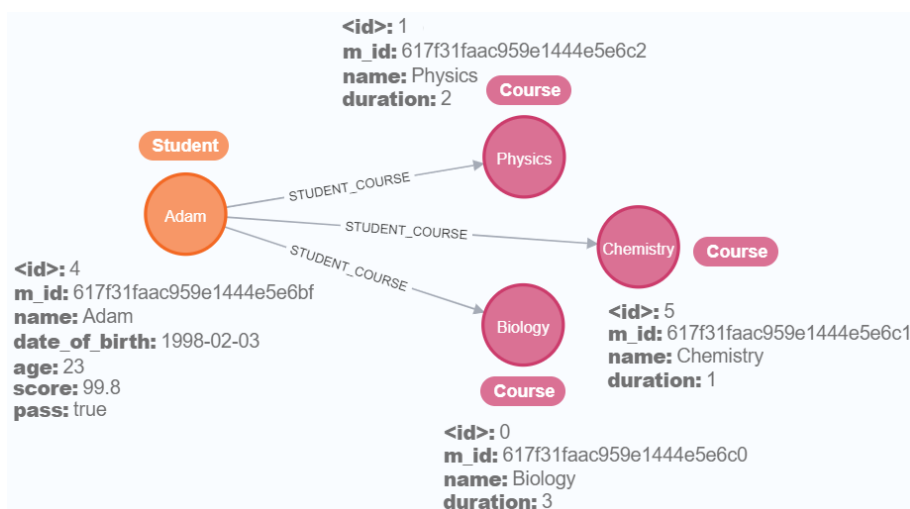 <id>: 1
m_id: 617f31faac959e1444e5e6c2
name: Physics
duration: 2
Course
Physics
Student
Adam
STUDENT_COURSE
STUDENT_COURSE
STUDENT_COURSE
Chemistry
Course
<id>: 4
m_id: 617f31faac959e1444e5e6bf
name: Adam
date_of_birth: 1998-02-03
age: 23
score: 99.8
pass: true
Biology
Course
<id>: 5
m_id: 617f31faac959e1444e5e6c1
name: Chemistry
duration: 1
<id>: 0
m_id: 617f31faac959e1444e5e6c0
name: Biology
duration: 3